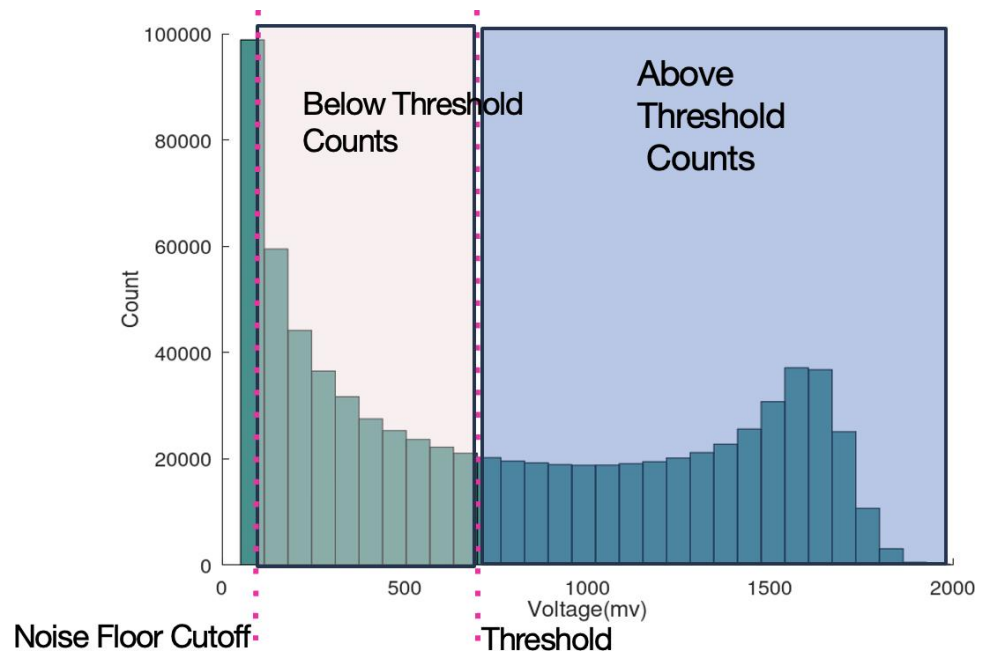 100000
80000
60000
40000
20000
0
Count
Below Threshold
Counts
Above
Threshold
Counts
0 500 1000 1500 2000
Voltage(mv)
Noise Floor Cutoff
Threshold